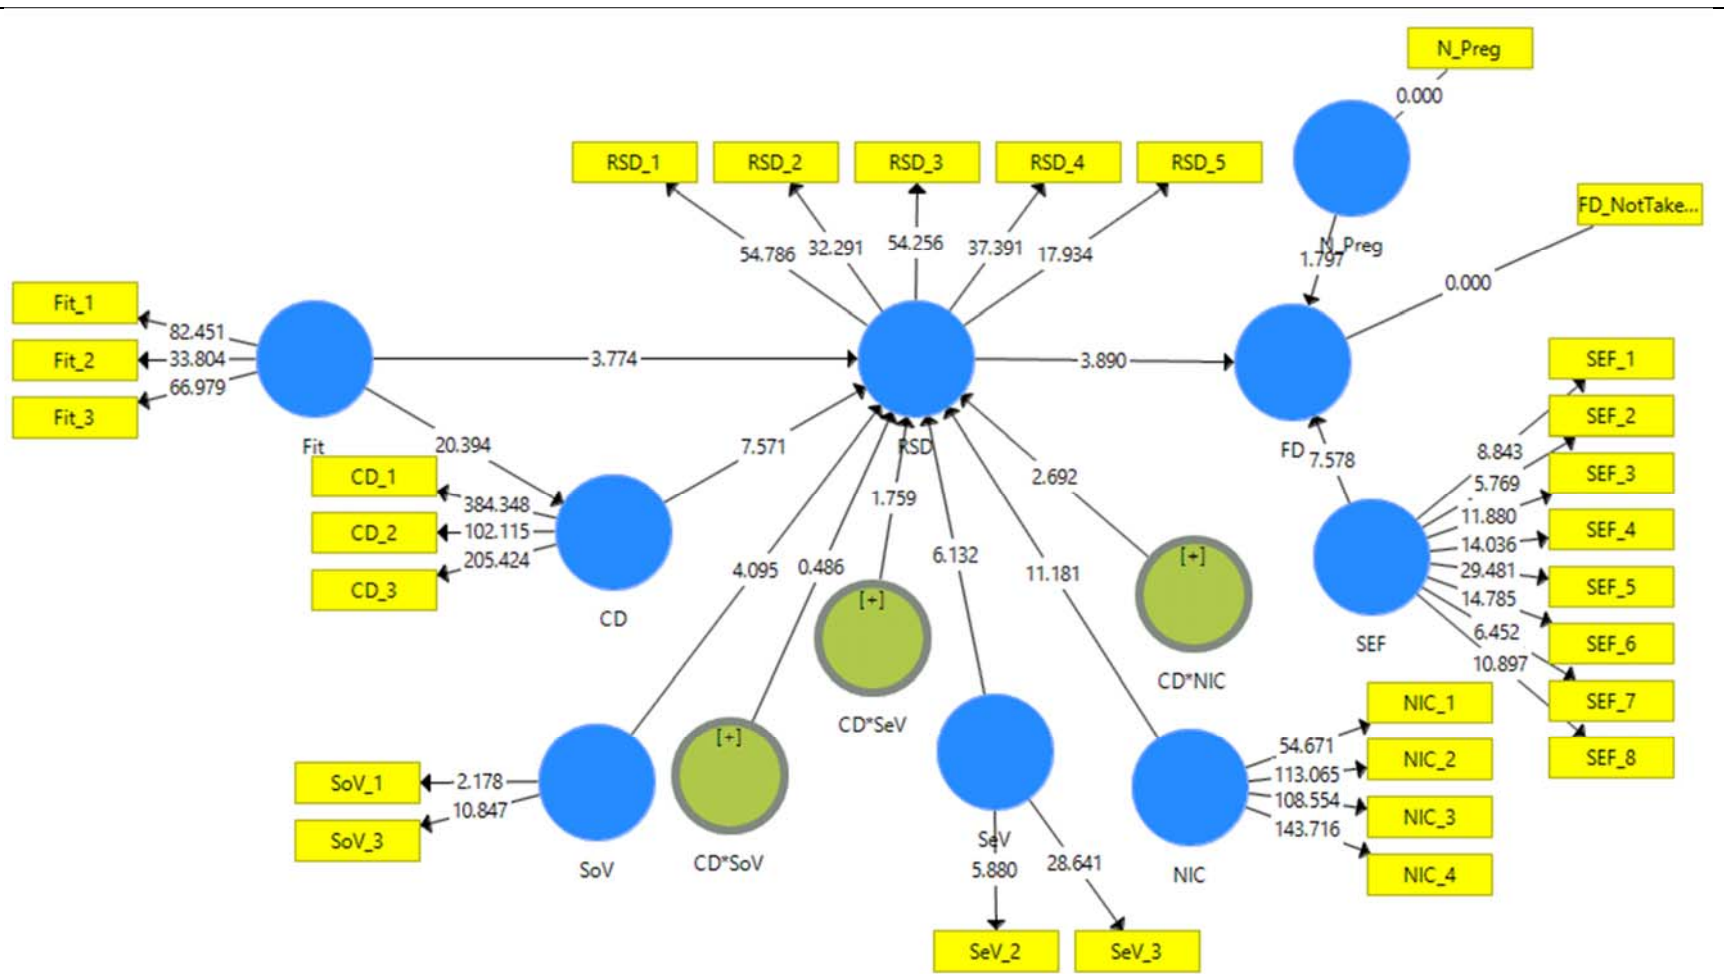 N_Preg
0.000
RSD_1
RSD_2
RSD_3
RSD_4
RSD_5
FD_NotTake...
54.786
32.291
54.256
37.391
17.934
N_Preg
1.797
0.000
Fit_1
82.451
Fit_2
33.804
66.979
Fit_3
3.774
3.890
Fit
RSD
FD
7.578
20.394
7.571
2.692
1.759
CD_1
384.348
CD_2
102.115
205.424
CD_3
CD
4.095
0.486
6.132
11.181
SEF_1
SEF_2
8.843
5.769
SEF_3
11.880
SEF_4
14.036
29.481
SEF_5
14.785
6.452
SEF_6
10.897
SEF_7
SEF_8
SEF
[+]
CD*NIC
[+]
CD*SeV
[+]
CD*SoV
SoV_1
2.178
10.847
SoV_3
SoV
SeV
5.880
28.641
SeV_2
SeV_3
NIC
NIC_1
54.671
NIC_2
113.065
108.554
NIC_3
143.716
NIC_4